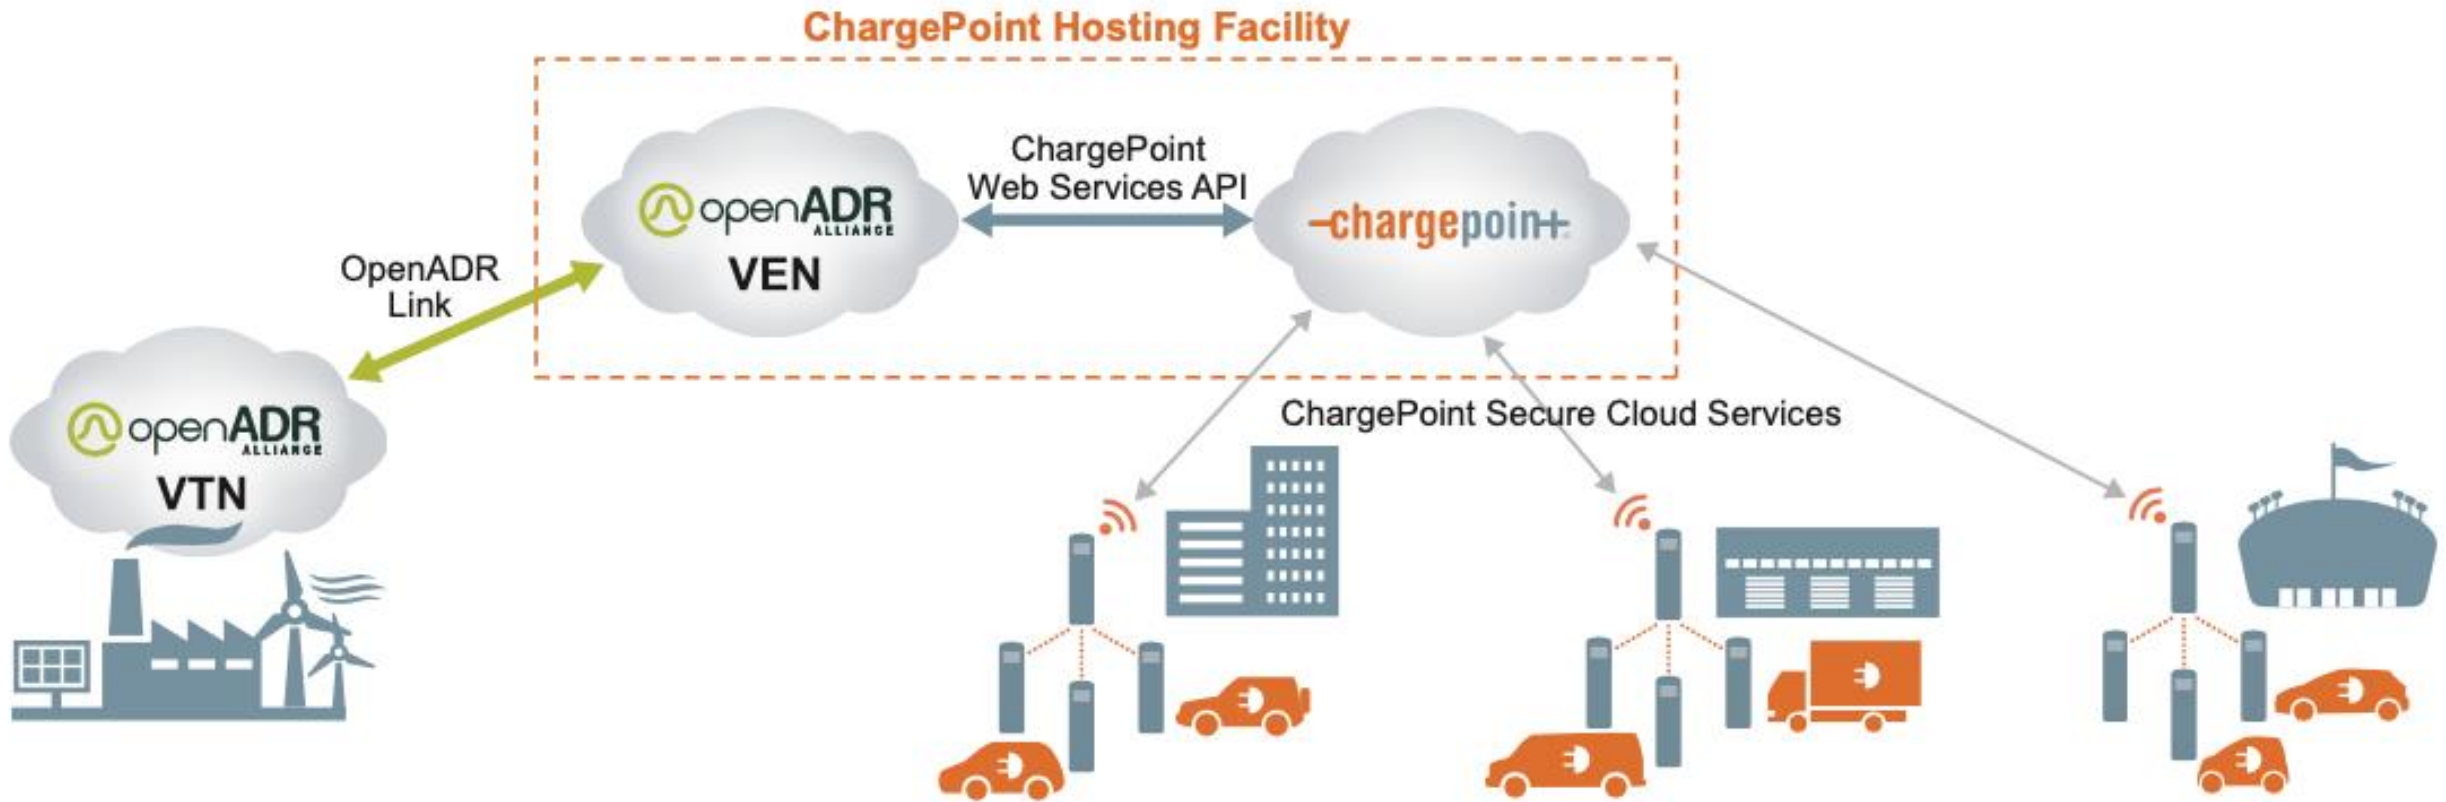 ChargePoint Hosting Facility
ChargePoint
Web Services API
openADR
ALLIANCE
VEN
-chargepoin+
OpenADR
Link
openADR
ALLIANCE
VTN
ChargePoint Secure Cloud Services